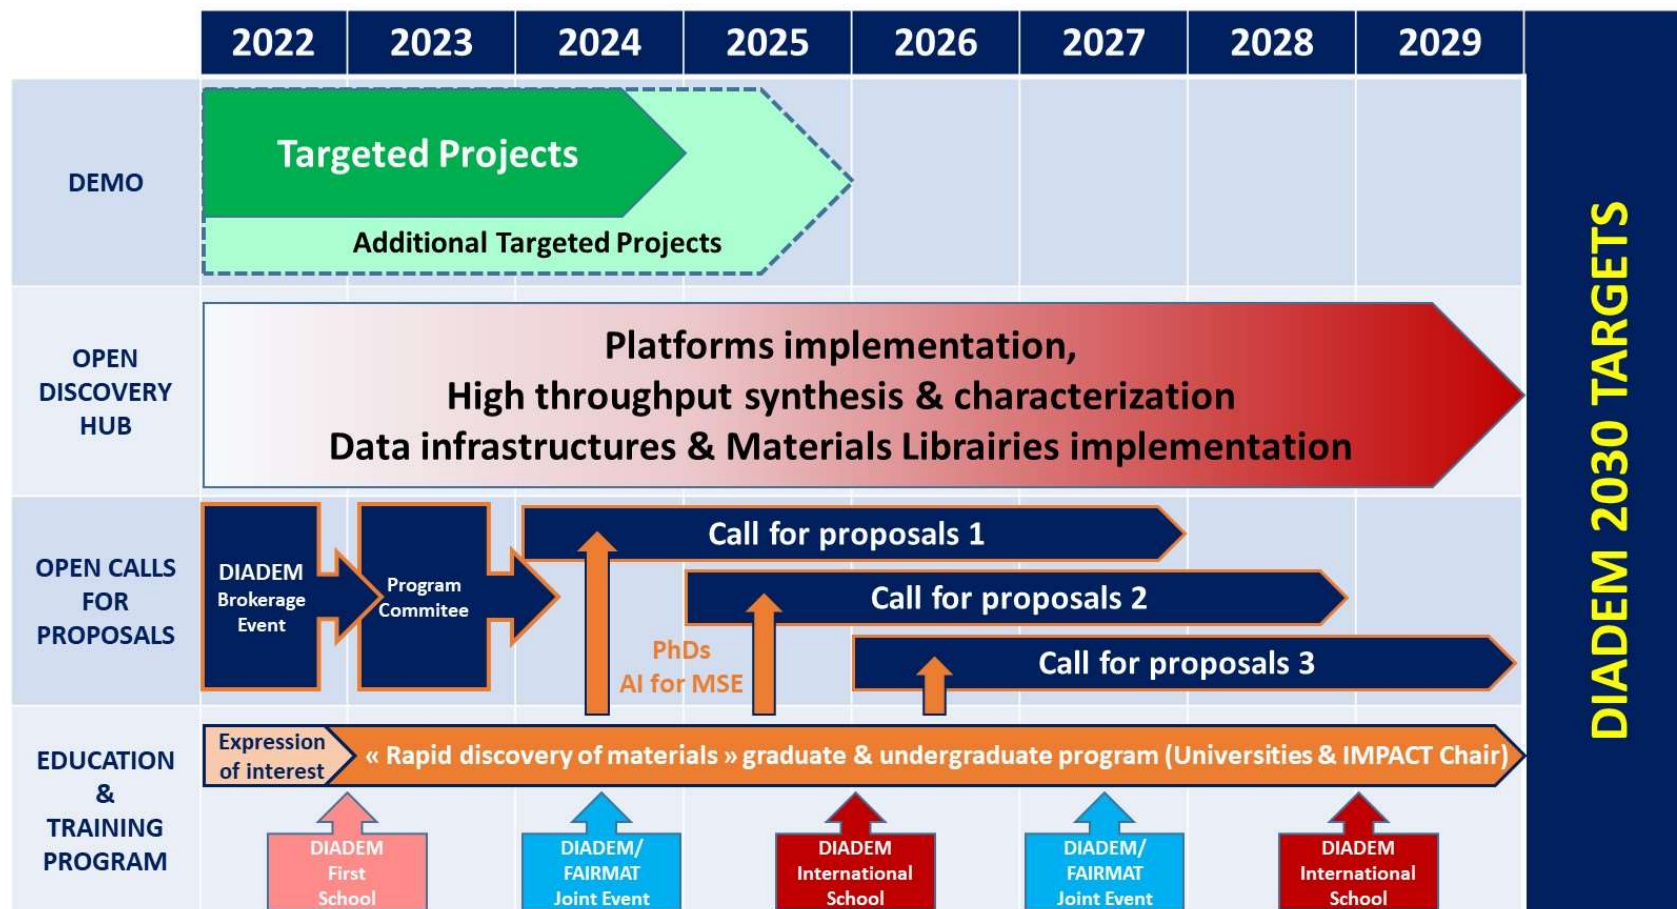 2022 2023 2024 2025 2026 2027 2028 2029
DEMO
Targeted Projects
Additional Targeted Projects
OPEN
DISCOVERY
HUB
Platforms implementation,
High throughput synthesis & characterization
Data infrastructures & Materials Librairies implementation
OPEN CALLS
FOR
PROPOSALS
DIADEM
Brokerage
Event
Program
Commitee
Call for proposals 1
Call for proposals 2
Call for proposals 3
PhDs
AI for MSE
EDUCATION
&
TRAINING
PROGRAM
Expression
of interest
« Rapid discovery of materials » graduate & undergraduate program (Universities & IMPACT Chair)
DIADEM
First
School
DIADEM/
FAIRMAT
Joint Event
DIADEM
International
School
DIADEM/
FAIRMAT
Joint Event
DIADEM
International
School
DIADEM 2030 TARGETS